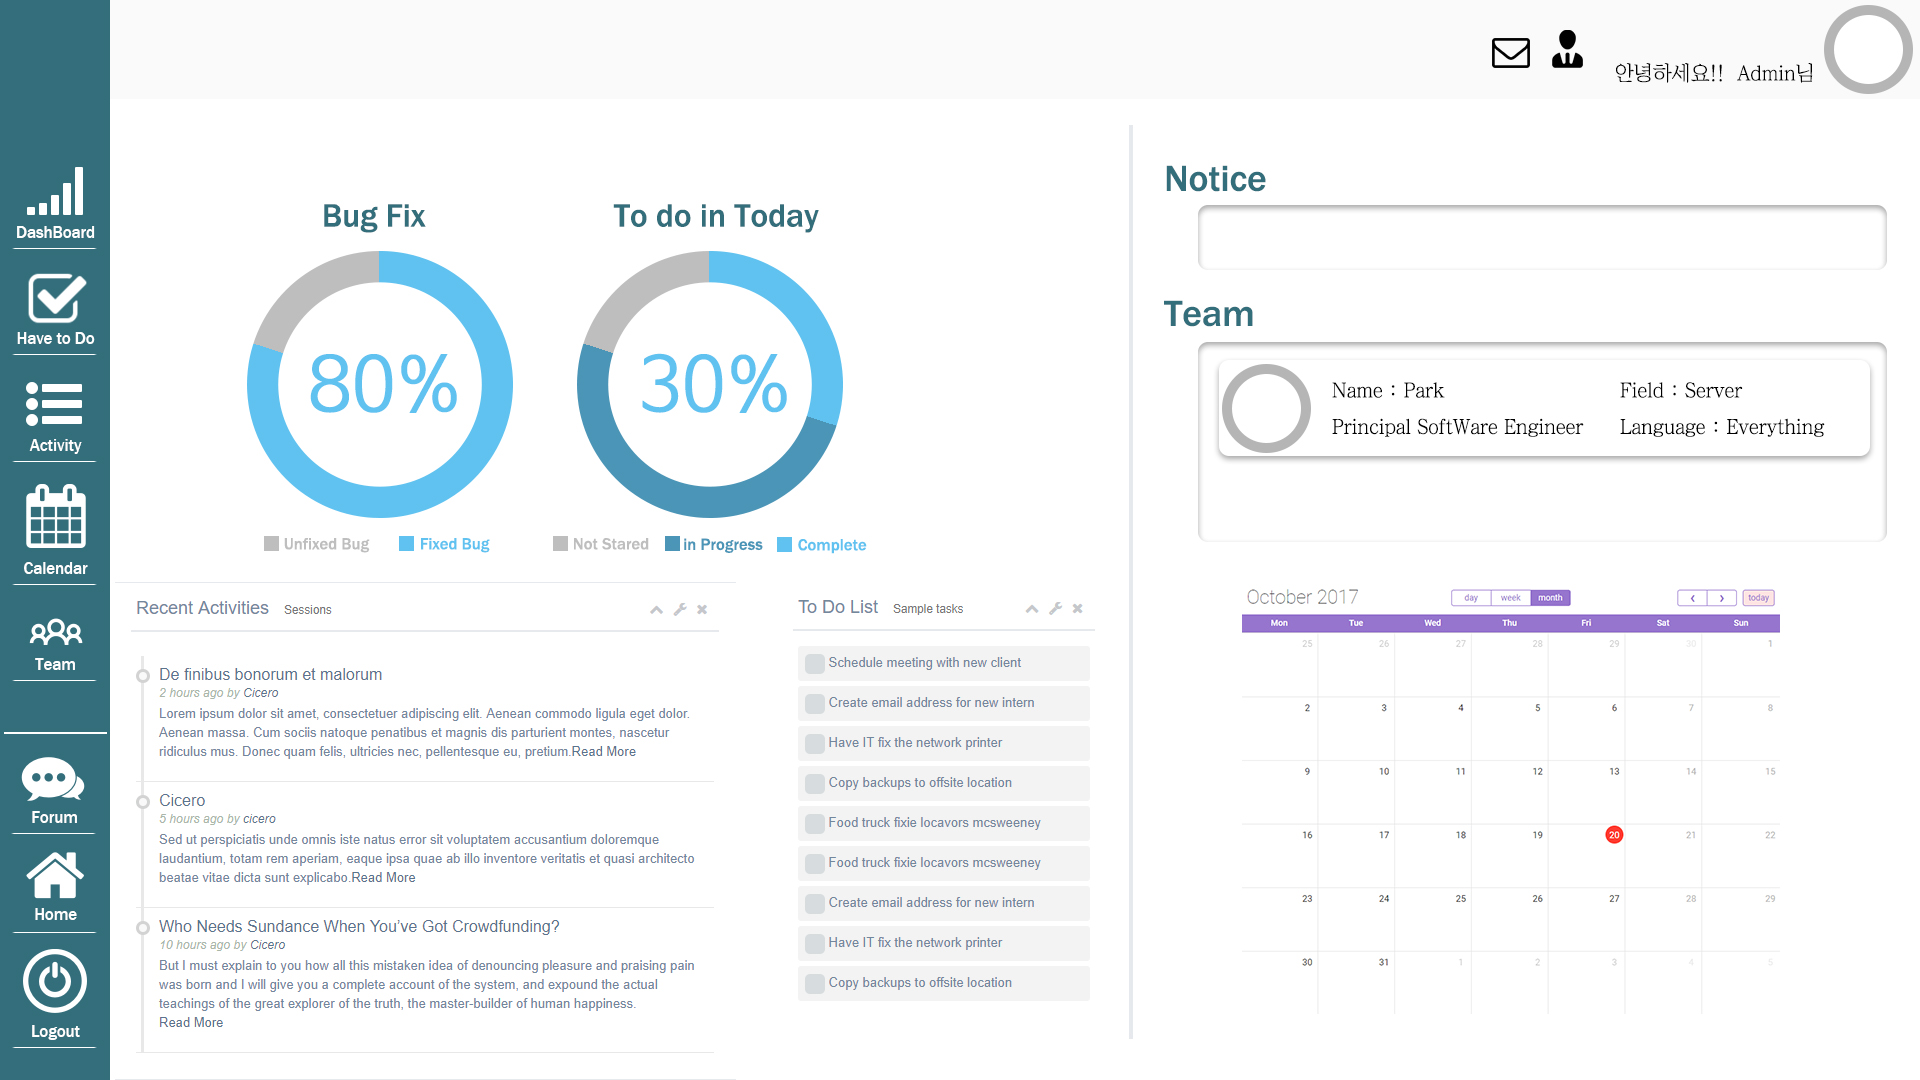 안녕하세요!! Admin님
DashBoard
Have to Do
Activity
Calendar
Team
Forum
Home
Logout
Bug Fix
80%
Unfixed Bug
Fixed Bug
To do in Today
30%
Not Stared
in Progress
Complete
Recent Activities Sessions
De finibus bonorum et malorum
2 hours ago by Cicero
Lorem ipsum dolor sit amet, consectetuer adipiscing elit. Aenean commodo ligula eget dolor.
Aenean massa. Cum sociis natoque penatibus et magnis dis parturient montes, nascetur
ridiculus mus. Donec quam felis, ultricies nec, pellentesque eu, pretium.Read More
Cicero
5 hours ago by cicero
Sed ut perspiciatis unde omnis iste natus error sit voluptatem accusantium doloremque
laudantium, totam rem aperiam, eaque ipsa quae ab illo inventore veritatis et quasi architecto
beatae vitae dicta sunt explicabo.Read More
Who Needs Sundance When You've Got Crowdfunding?
10 hours ago by Cicero
But I must explain to you how all this mistaken idea of denouncing pleasure and praising pain
was born and I will give you a complete account of the system, and expound the actual
teachings of the great explorer of the truth, the master-builder of human happiness.
Read More
To Do List Sample tasks
Schedule meeting with new client
Create email address for new intern
Have IT fix the network printer
Copy backups to offsite location
Food truck fixie locavors mcsweeney
Food truck fixie locavors mcsweeney
Create email address for new intern
Have IT fix the network printer
Copy backups to offsite location
Notice
Team
Name : Park
Field : Server
Principal SoftWare Engineer
Language : Everything
October 2017
day week month
today
Mon Tue Wed Thu Fri Sat Sun
25 26 27 28 29 30 1
2 3 4 5 6 7 8
9 10 11 12 13 14 15
16 17 18 19 20 21 22
23 24 25 26 27 28 29
30 31 1 2 3 4 5